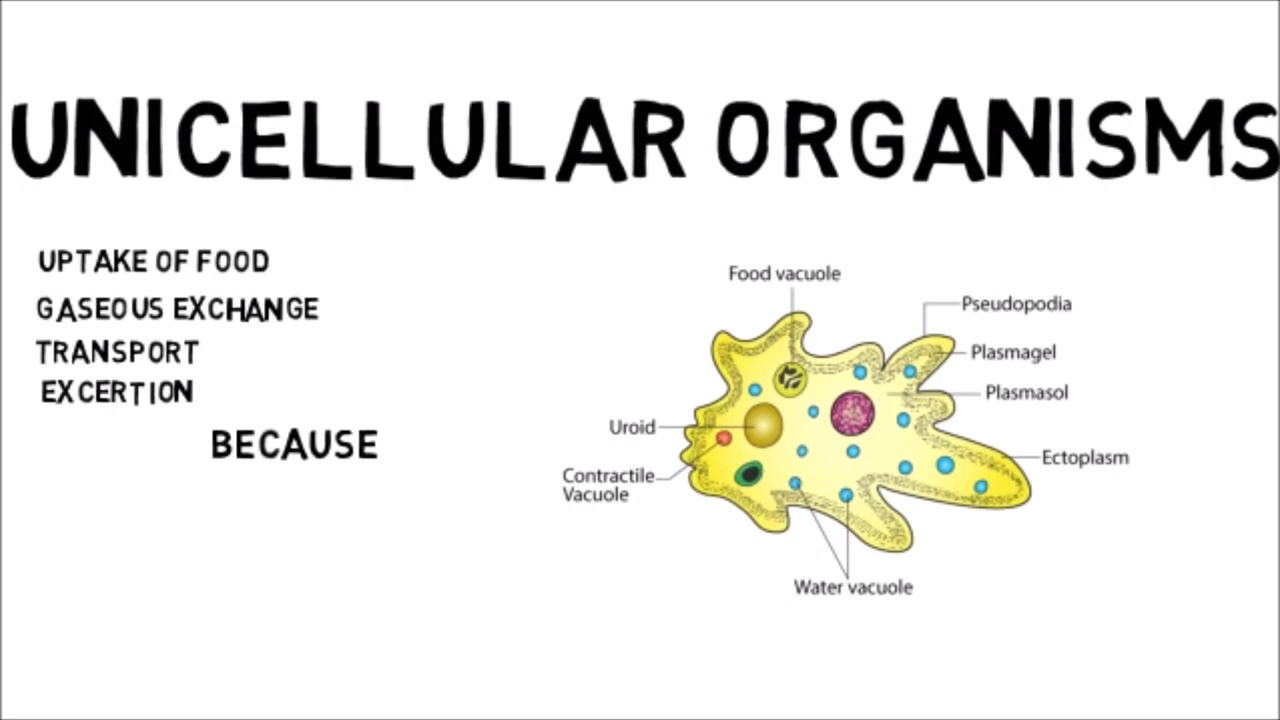 UNICELLULAR ORGANISMS
UPTAKE OF FOOD
GASEOUS EXCHANGE
TRANSPORT
EXCERTION
BECAUSE
Food vacuole
Pseudopodia
Plasmagel
Plasmasol
Uroid
Ectoplasm
Contractile
Vacuole
Water vacuole